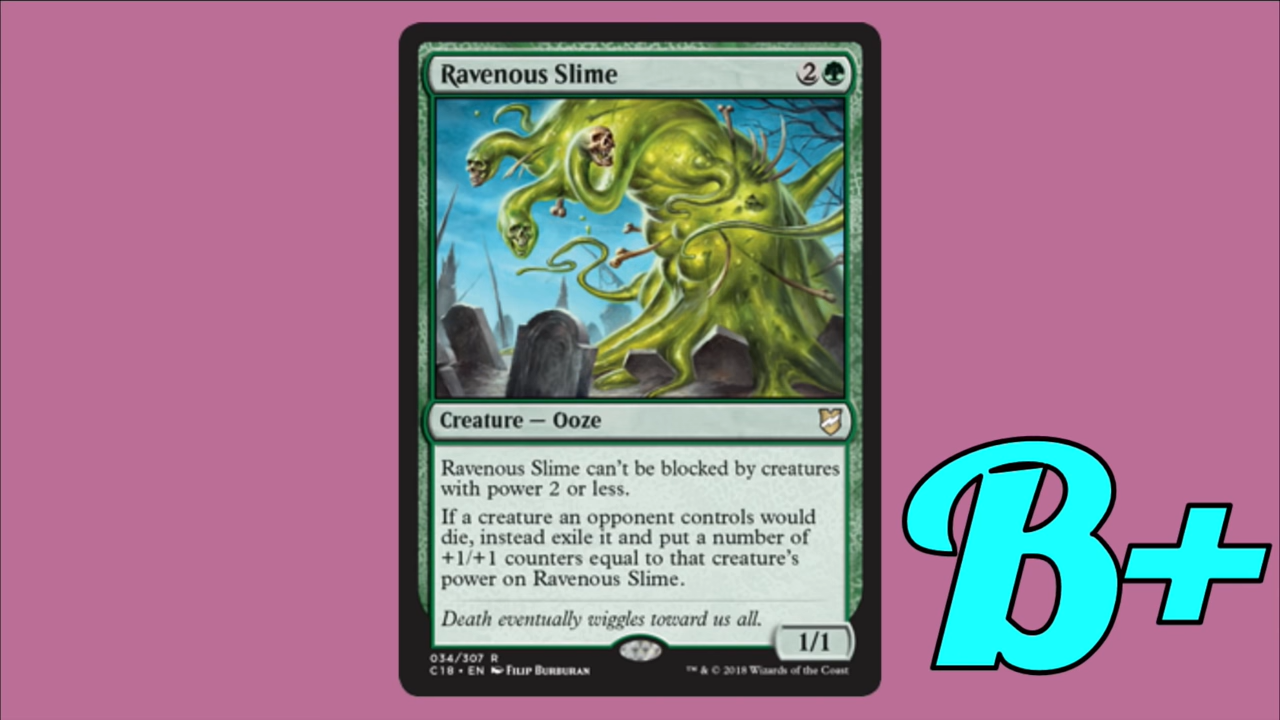 Ravenous Slime 2
Creature — Ooze
Ravenous Slime can't be blocked by creatures
with power 2 or less.
If a creature an opponent controls would
die, instead exile it and put a number of
+1/+1 counters equal to that creature's
power on Ravenous Slime.
Death eventually wiggles toward us all.
1/1
034/307 R
C18 • EN Filip Burburan
™ & © 2018 Wizards of the Coast
B+